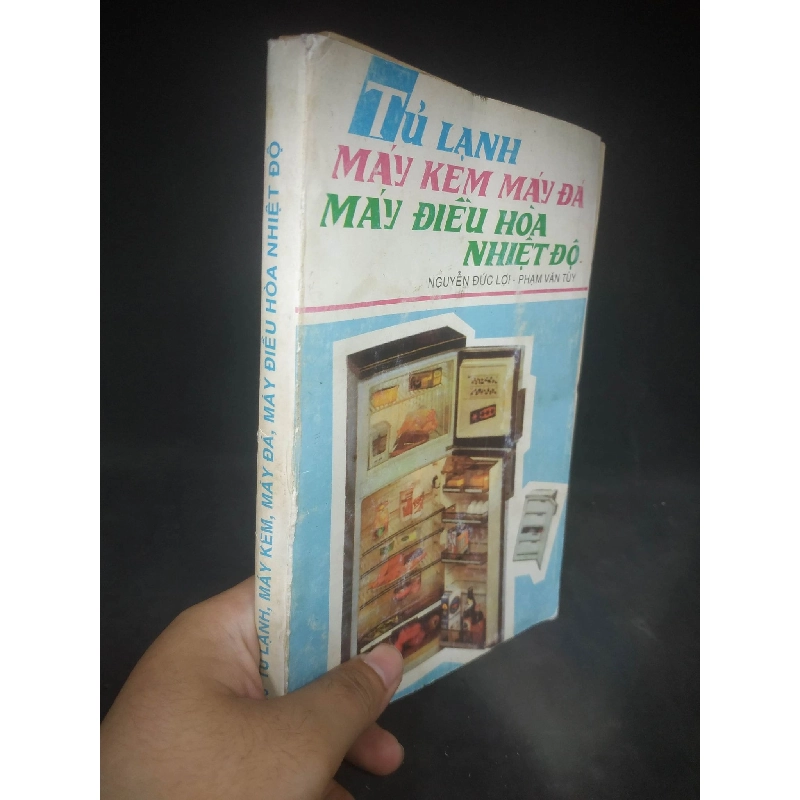 TỦ LẠNH
MÁY KEM MÁY ĐÁ
MÁY ĐIỀU HÒA
NHIỆT ĐỘ
NGUYỄN ĐỨC LỢI - PHẠM VĂN TÙY
TỦ LẠNH, MÁY KEM, MÁY ĐÁ, MÁY ĐIỀU HÒA NHIỆT ĐỘ